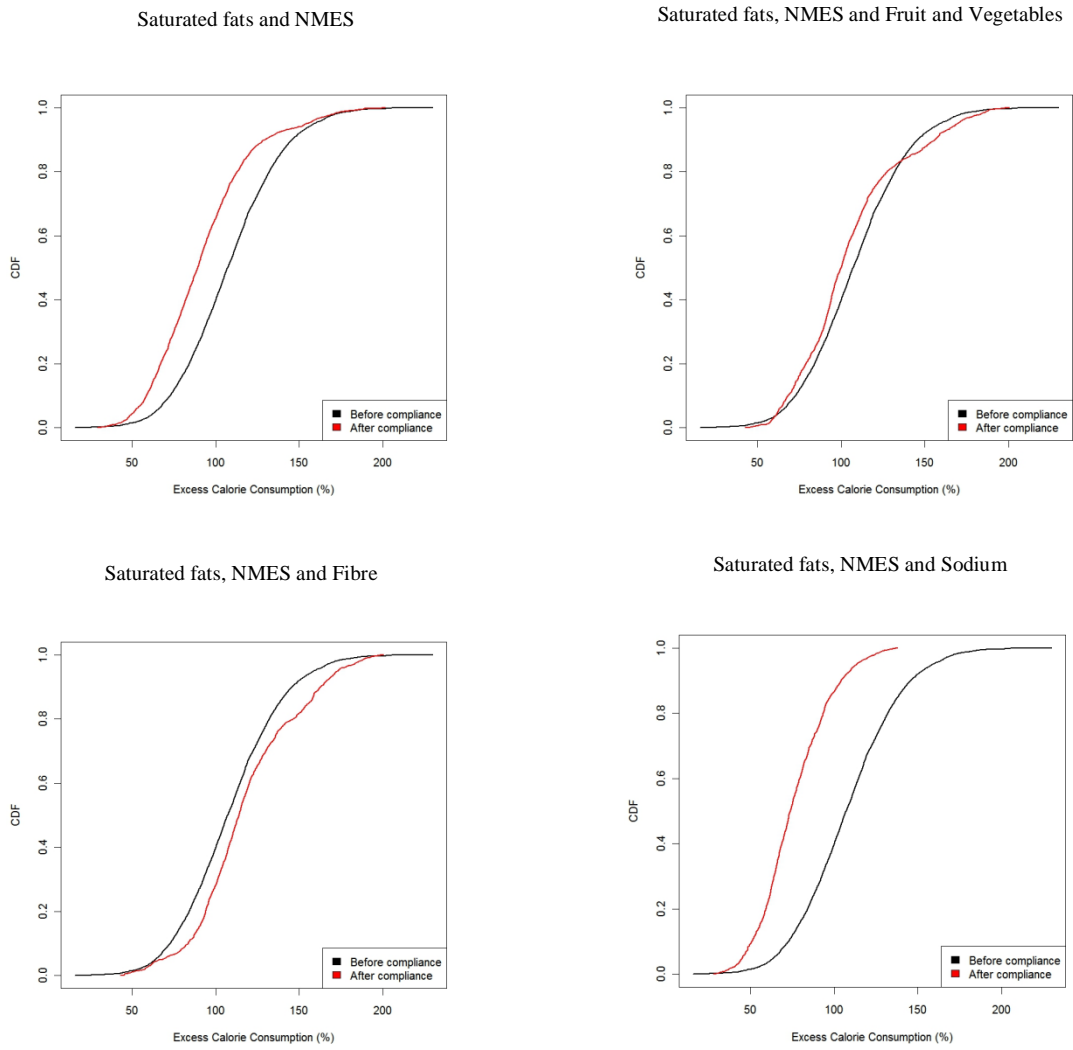 Saturated fats and NMES
CDF
1.0
0.8
0.6
0.4
0.2
0.0
Before compliance
After compliance
50 100 150 200
Excess Calorie Consumption (%)
Saturated fats, NMES and Fruit and Vegetables
CDF
1.0
0.8
0.6
0.4
0.2
0.0
Before compliance
After compliance
50 100 150 200
Excess Calorie Consumption (%)
Saturated fats, NMES and Fibre
CDF
1.0
0.8
0.6
0.4
0.2
0.0
Before compliance
After compliance
50 100 150 200
Excess Calorie Consumption (%)
Saturated fats, NMES and Sodium
CDF
1.0
0.8
0.6
0.4
0.2
0.0
Before compliance
After compliance
50 100 150 200
Excess Calorie Consumption (%)